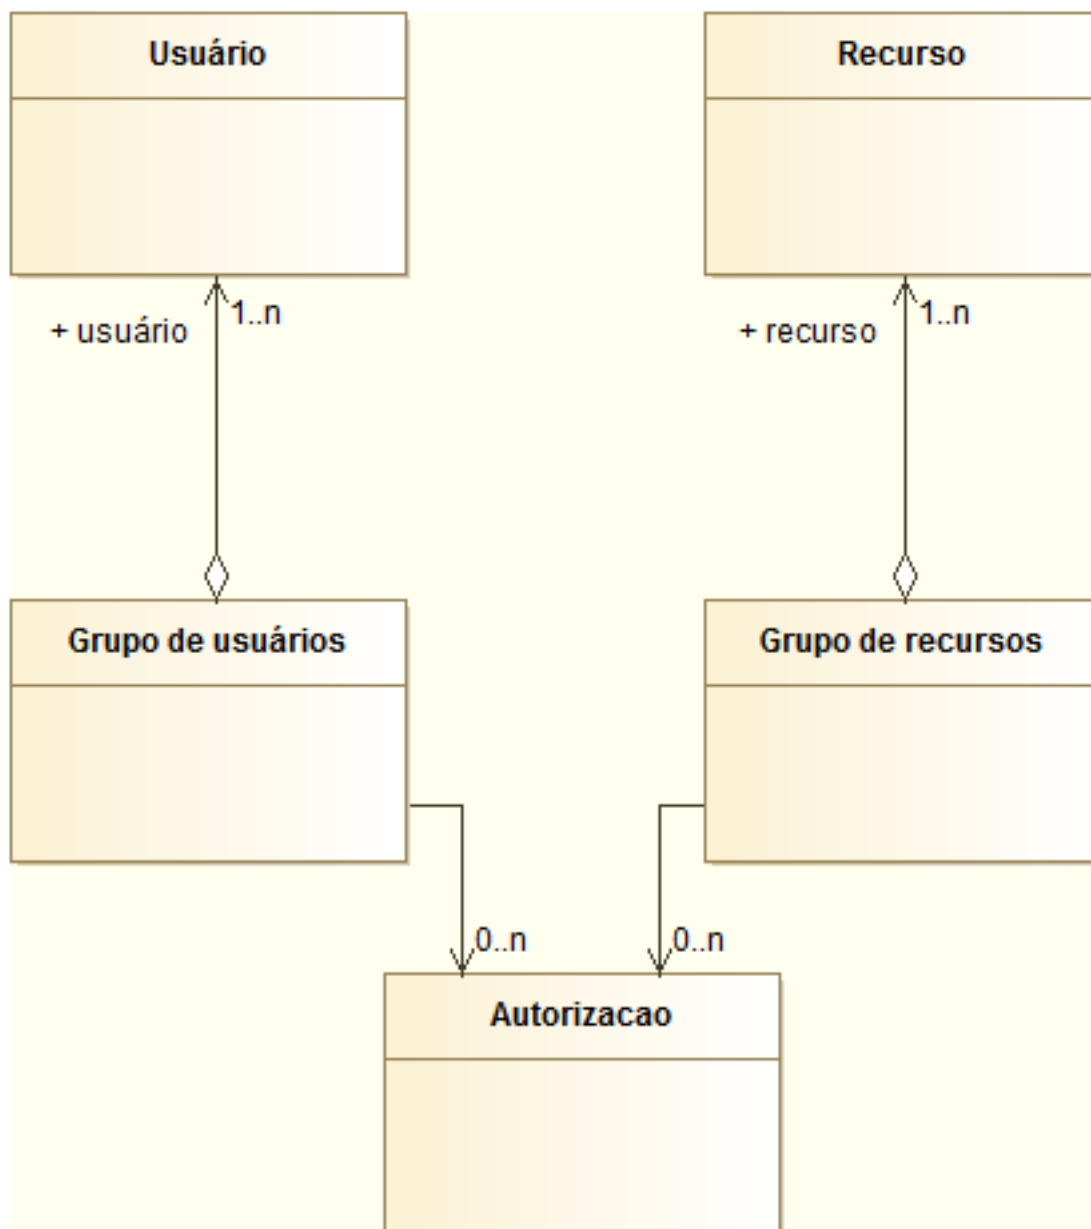 Usuário
Recurso
1..n
+ usuário
1..n
+ recurso
Grupo de usuários
Grupo de recursos
0..n
0..n
Autorizacao